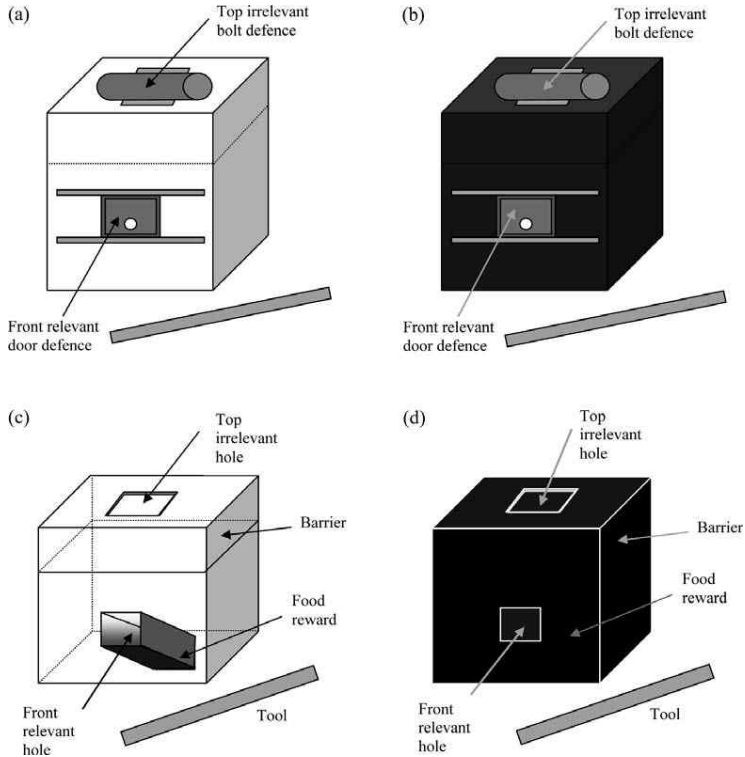 (a)
Top irrelevant
bolt defence
Front relevant
door defence
(b)
Top irrelevant
bolt defence
Front relevant
door defence
(c)
Top
irrelevant
hole
Barrier
Food
reward
Front
relevant
hole
Tool
(d)
Top
irrelevant
hole
Barrier
Food
reward
Front
relevant
hole
Tool